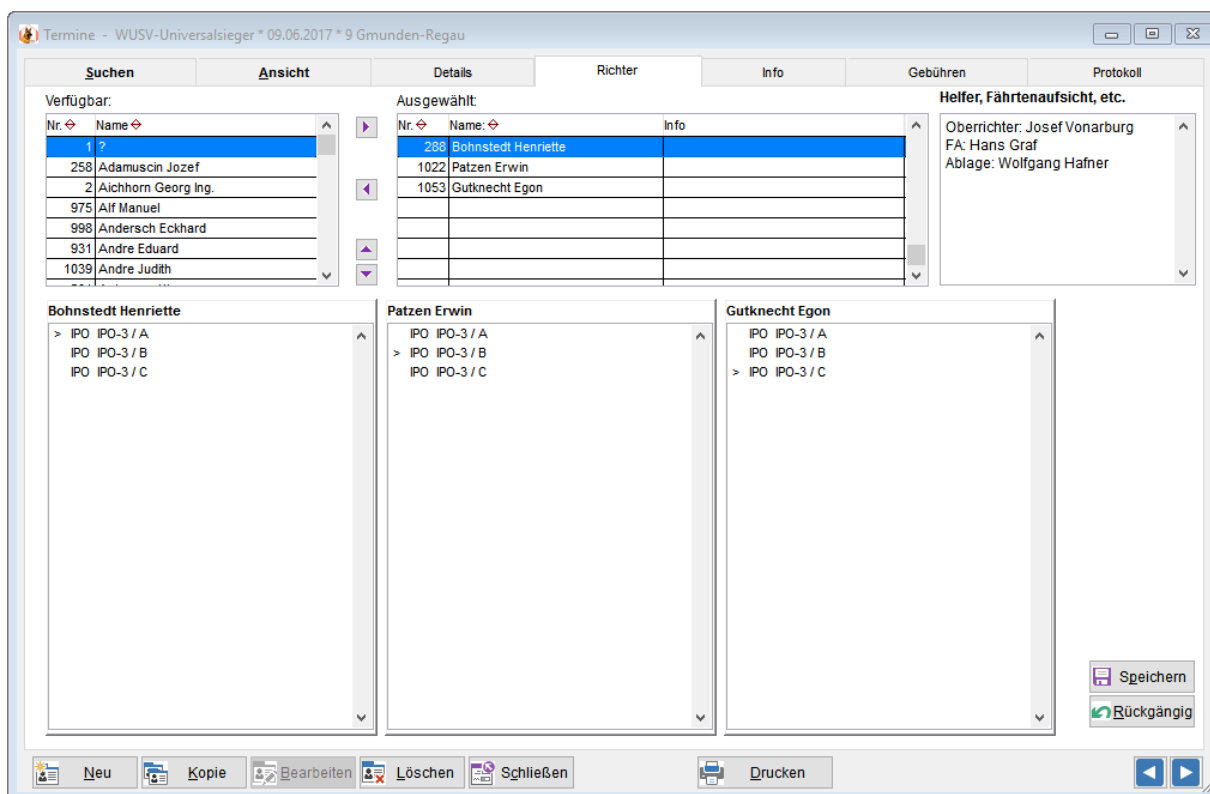 Termine - WUSV-Universalsieger * 09.06.2017 * 9 Gmunden-Regau
Suchen Ansicht Details Richter Info Gebühren Protokoll
Verfügbar: Ausgewählt: Helfer, Fährtenaufsicht, etc.
Nr. Name
1 ?
258 Adamuscin Jozef
2 Aichhorn Georg Ing.
975 Alf Manuel
998 Andersch Eckhard
931 Andre Eduard
1039 Andre Judith
Nr. Name: Info
288 Bohnstedt Henriette
1022 Patzen Erwin
1053 Gutknecht Egon
Oberrichter: Josef Vonarburg
FA: Hans Graf
Ablage: Wolfgang Hafner
Bohnstedt Henriette
> IPO IPO-3 / A
IPO IPO-3 / B
IPO IPO-3 / C
Patzen Erwin
IPO IPO-3 / A
> IPO IPO-3 / B
IPO IPO-3 / C
Gutknecht Egon
IPO IPO-3 / A
IPO IPO-3 / B
> IPO IPO-3 / C
Speichern
Rückgängig
Neu Kopie Bearbeiten Löschen Schließen Drucken